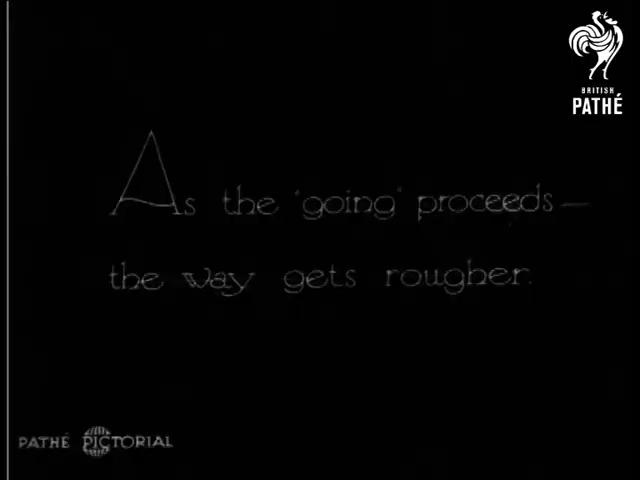 BRITISH
PATHÉ
As the 'going' proceeds —
the way gets rougher.
PATHÉ PICTORIAL